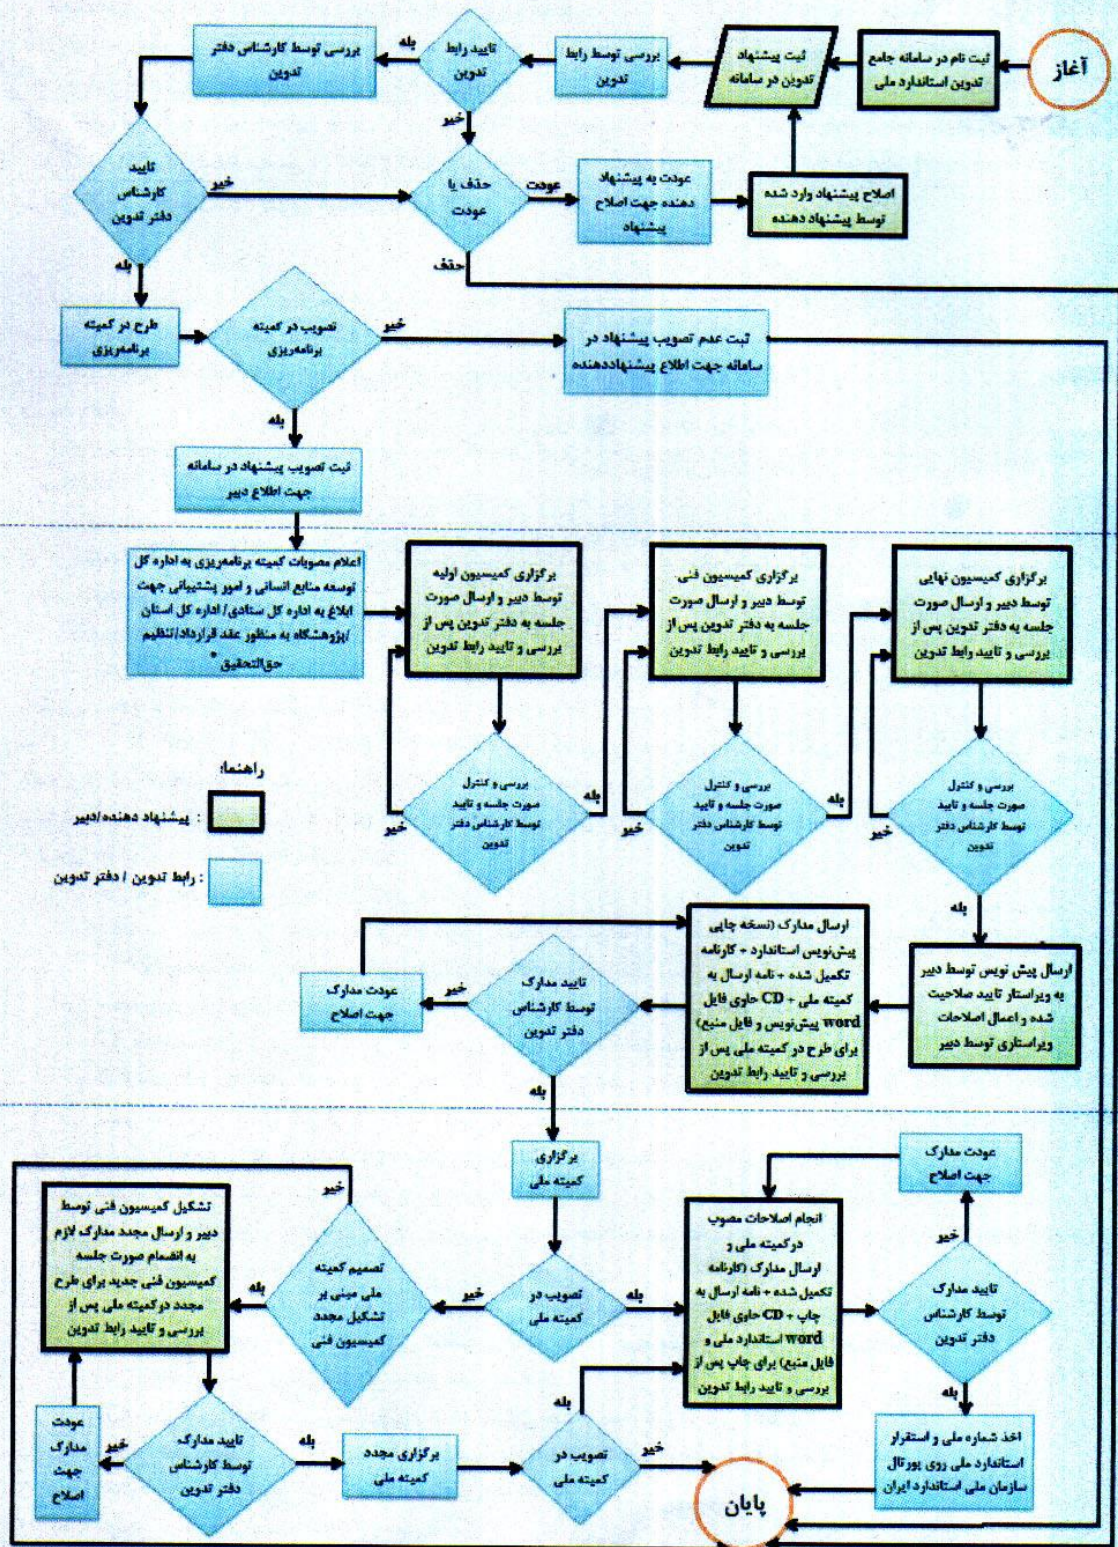 آغاز
ثبت نام در سامانه جامع
تدوین استاندارد ملی
ثبت پیشنهاد
تدوین در سامانه
بررسی توسط رابط
تدوین
تایید رابط
تدوین
بله
بررسی توسط کارشناس دفتر
تدوین
خیر
تایید
کارشناس
دفتر تدوین
خیر
حذف یا
عودت
عودت
عودت به پیشنهاد
دهنده جهت اصلاح
پیشنهاد
اصلاح پیشنهاد وارد شده
توسط پیشنهاد دهنده
حذف
بله
طرح در کمیته
برنامه‌ریزی
تصویب در کمیته
برنامه‌ریزی
خیر
ثبت عدم تصویب پیشنهاد در
سامانه جهت اطلاع پیشنهاددهنده
بله
ثبت تصویب پیشنهاد در سامانه
جهت اطلاع دبیر
اعلام مصوبات کمیته برنامه‌ریزی به اداره کل
توسعه منابع انسانی و امور پشتیبانی جهت
ابلاغ به اداره کل ستادی/ اداره کل استان
/پژوهشگاه به منظور عقد قرارداد/تنظیم
حق‌التحقیق *
برگزاری کمیسیون اولیه
توسط دبیر و ارسال صورت
جلسه به دفتر تدوین پس از
بررسی و تایید رابط تدوین
برگزاری کمیسیون فنی
توسط دبیر و ارسال صورت
جلسه به دفتر تدوین پس از
بررسی و تایید رابط تدوین
برگزاری کمیسیون نهایی
توسط دبیر و ارسال صورت
جلسه به دفتر تدوین پس از
بررسی و تایید رابط تدوین
بررسی و کنترل
صورت جلسه و تایید
توسط کارشناس دفتر
تدوین
خیر
بله
بررسی و کنترل
صورت جلسه و تایید
توسط کارشناس دفتر
تدوین
خیر
بله
بررسی و کنترل
صورت جلسه و تایید
توسط کارشناس دفتر
تدوین
خیر
بله
راهنما:
: پیشنهاد دهنده/دبیر
: رابط تدوین / دفتر تدوین
ارسال پیش نویس توسط دبیر
به ویراستار تایید صلاحیت
شده و اعمال اصلاحات
ویراستاری توسط دبیر
ارسال مدارک (نسخه چاپی
پیش‌نویس استاندارد + کارنامه
تکمیل شده + نامه ارسال به
کمیته ملی + CD حاوی فایل
word پیش‌نویس و فایل منبع)
برای طرح در کمیته ملی پس از
بررسی و تایید رابط تدوین
تایید مدارک
توسط کارشناس
دفتر تدوین
خیر
عودت مدارک
جهت اصلاح
بله
برگزاری
کمیته ملی
تصویب در
کمیته ملی
بله
خیر
انجام اصلاحات مصوب
درکمیته ملی و
ارسال مدارک (کارنامه
تکمیل شده + نامه ارسال به
چاپ + CD حاوی فایل
word استاندارد ملی و
فایل منبع) برای چاپ پس از
بررسی و تایید رابط تدوین
عودت مدارک
جهت اصلاح
خیر
تایید مدارک
توسط کارشناس
دفتر تدوین
بله
اخذ شماره ملی و استقرار
استاندارد ملی روی پورتال
سازمان ملی استاندارد ایران
تصمیم کمیته
ملی مبنی بر
تشکیل مجدد
کمیسیون فنی
خیر
بله
تشکیل کمیسیون فنی توسط
دبیر و ارسال مجدد مدارک لازم
به انضمام صورت جلسه
کمیسیون فنی جدید برای طرح
مجدد درکمیته ملی پس از
بررسی و تایید رابط تدوین
تایید مدارک
توسط کارشناس
دفتر تدوین
خیر
عودت
مدارک
جهت
اصلاح
بله
برگزاری مجدد
کمیته ملی
تصویب در
کمیته ملی
بله
خیر
پایان